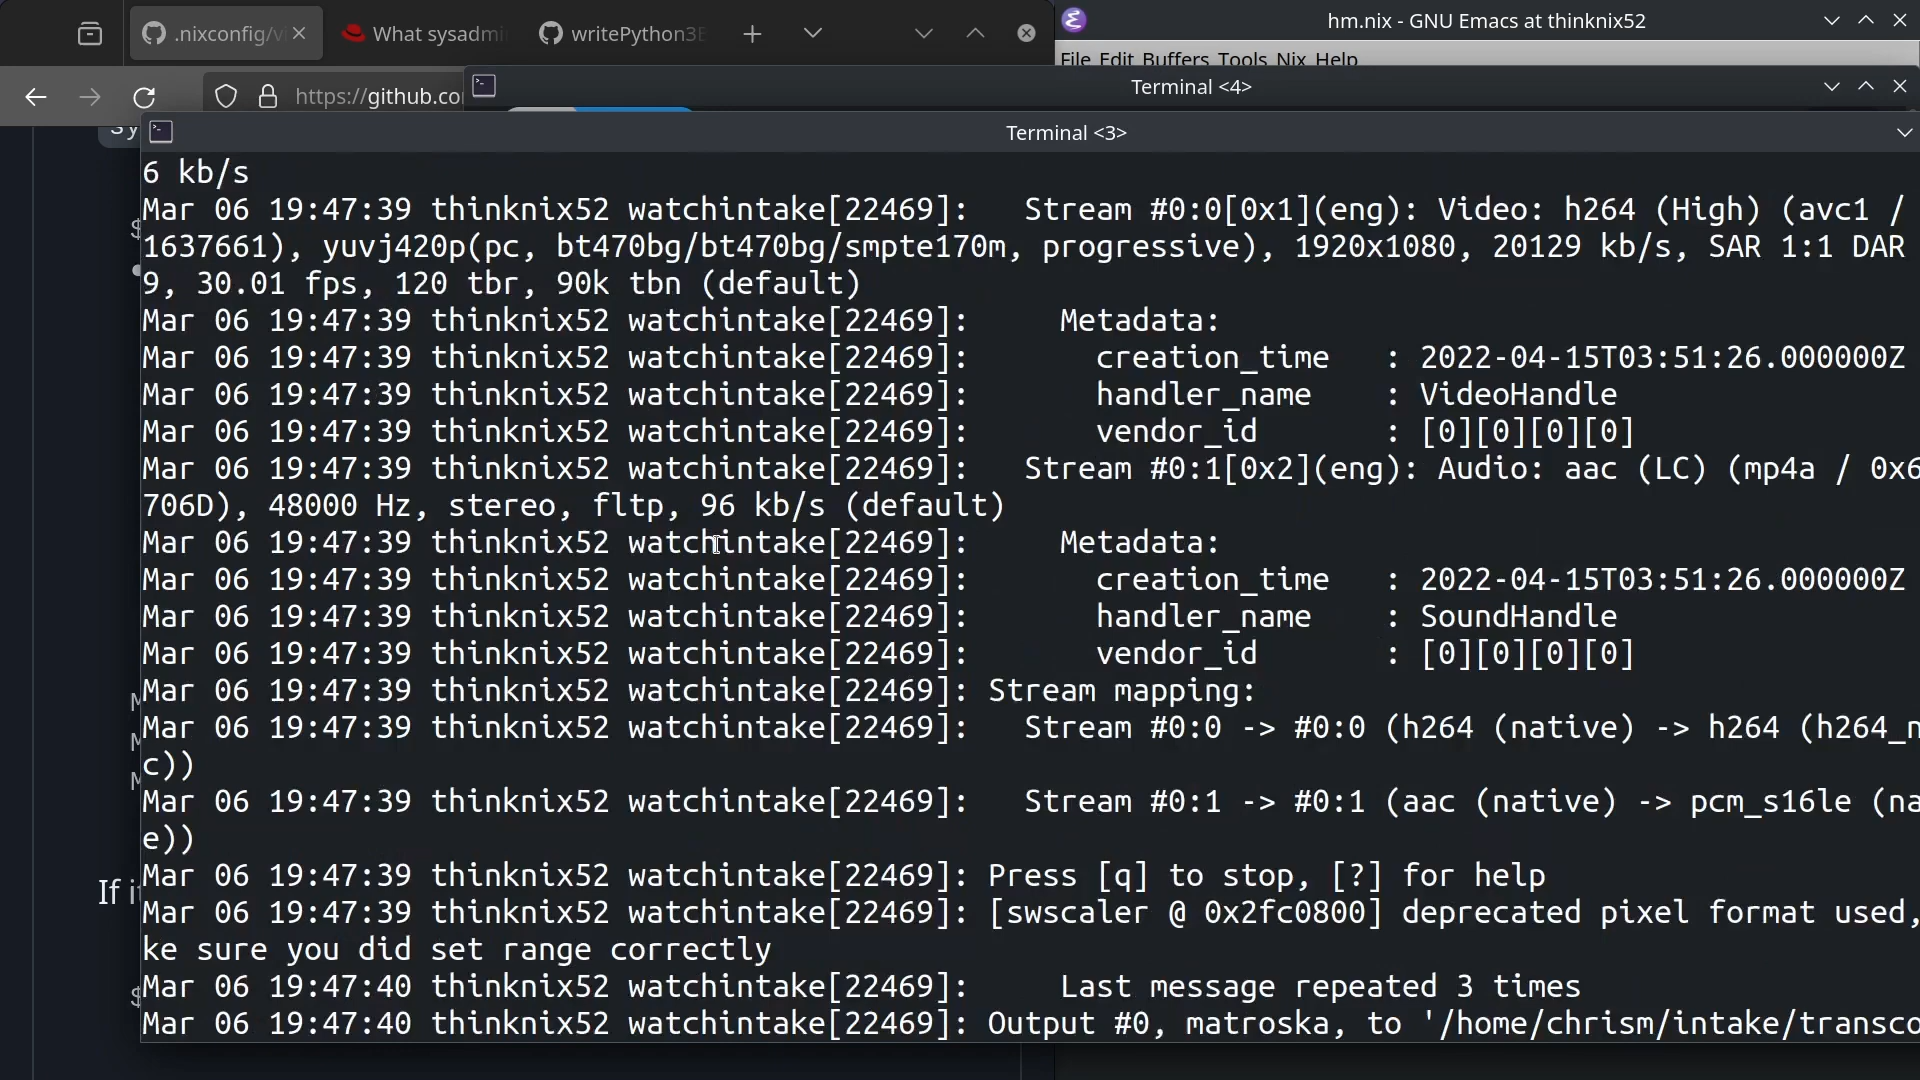 .nixconfig/v
What sysadmi
writePython3E
hm.nix - GNU Emacs at thinknix52
File Edit Buffers Tools Nix Help
https://github.co
Terminal <4>
Terminal <3>
Sy
6 kb/s
Mar 06 19:47:39 thinknix52 watchintake[22469]:   Stream #0:0[0x1](eng): Video: h264 (High) (avc1 /
1637661), yuvj420p(pc, bt470bg/bt470bg/smpte170m, progressive), 1920x1080, 20129 kb/s, SAR 1:1 DAR
9, 30.01 fps, 120 tbr, 90k tbn (default)
Mar 06 19:47:39 thinknix52 watchintake[22469]:     Metadata:
Mar 06 19:47:39 thinknix52 watchintake[22469]:       creation_time   : 2022-04-15T03:51:26.000000Z
Mar 06 19:47:39 thinknix52 watchintake[22469]:       handler_name    : VideoHandle
Mar 06 19:47:39 thinknix52 watchintake[22469]:       vendor_id       : [0][0][0][0]
Mar 06 19:47:39 thinknix52 watchintake[22469]:   Stream #0:1[0x2](eng): Audio: aac (LC) (mp4a / 0x6
706D), 48000 Hz, stereo, fltp, 96 kb/s (default)
Mar 06 19:47:39 thinknix52 watchintake[22469]:     Metadata:
Mar 06 19:47:39 thinknix52 watchintake[22469]:       creation_time   : 2022-04-15T03:51:26.000000Z
Mar 06 19:47:39 thinknix52 watchintake[22469]:       handler_name    : SoundHandle
Mar 06 19:47:39 thinknix52 watchintake[22469]:       vendor_id       : [0][0][0][0]
Mar 06 19:47:39 thinknix52 watchintake[22469]: Stream mapping:
Mar 06 19:47:39 thinknix52 watchintake[22469]:   Stream #0:0 -> #0:0 (h264 (native) -> h264 (h264_n
c))
Mar 06 19:47:39 thinknix52 watchintake[22469]:   Stream #0:1 -> #0:1 (aac (native) -> pcm_s16le (na
e))
Mar 06 19:47:39 thinknix52 watchintake[22469]: Press [q] to stop, [?] for help
If i
Mar 06 19:47:39 thinknix52 watchintake[22469]: [swscaler @ 0x2fc0800] deprecated pixel format used,
ke sure you did set range correctly
Mar 06 19:47:40 thinknix52 watchintake[22469]:     Last message repeated 3 times
Mar 06 19:47:40 thinknix52 watchintake[22469]: Output #0, matroska, to '/home/chrism/intake/transco